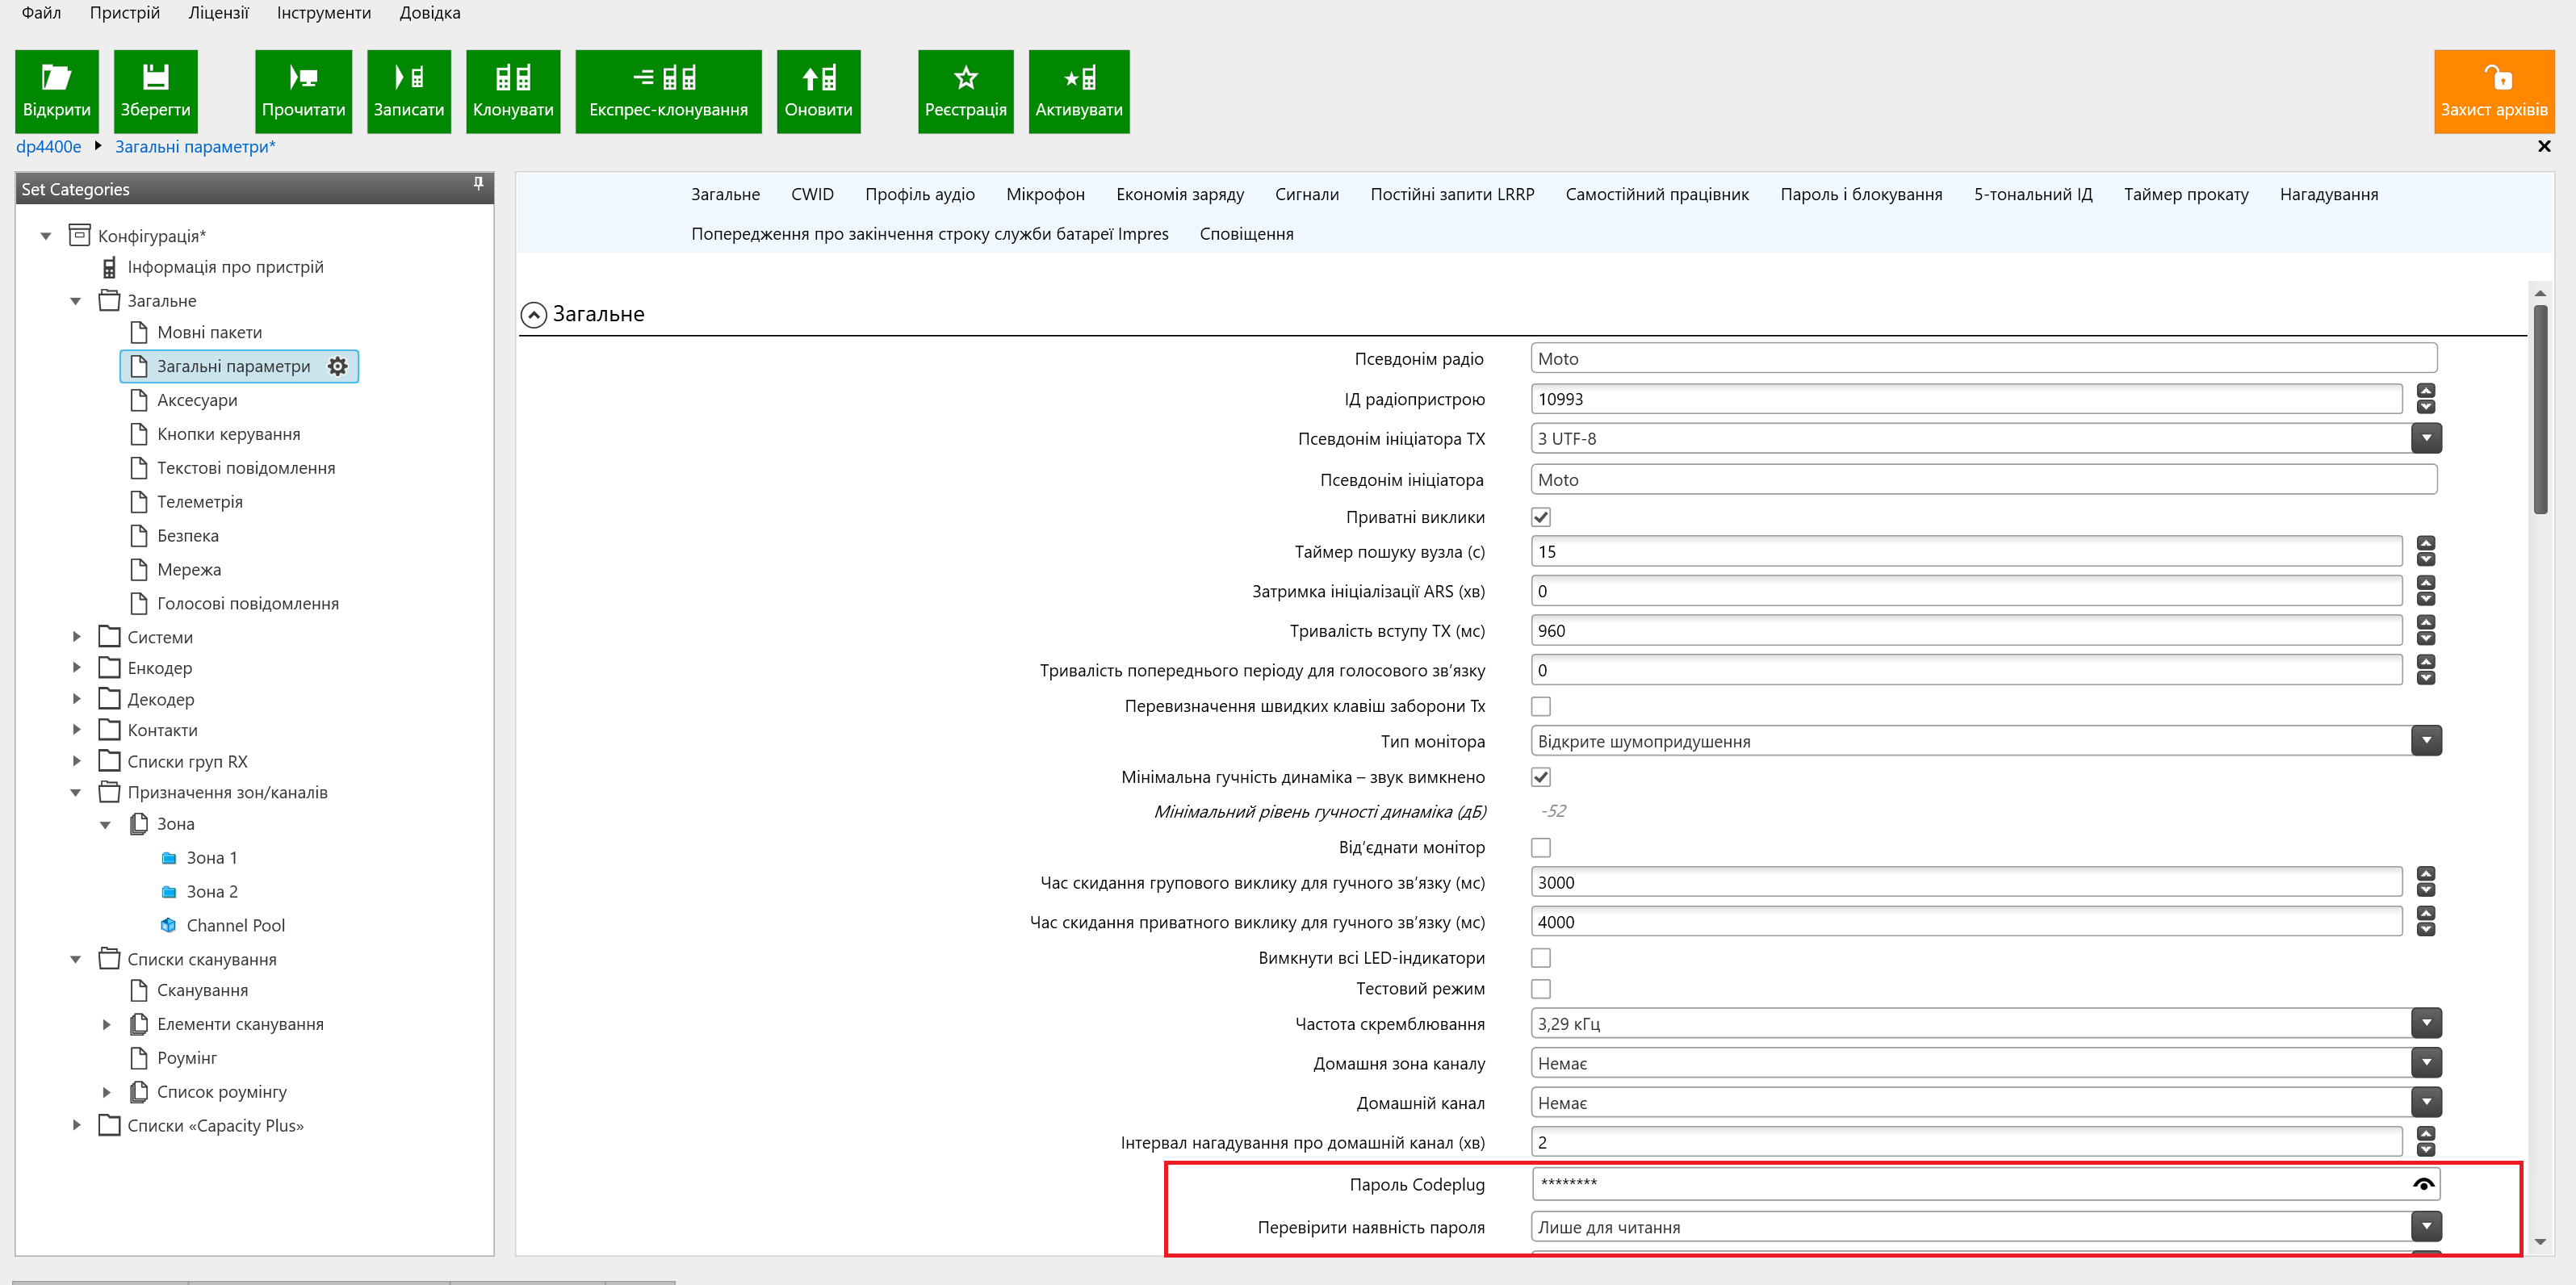 Файл Пристрій Ліцензії Інструменти Довідка
Відкрити Зберегти Прочитати Записати Клонувати Експрес-клонування Оновити Реєстрація Активувати Захист архівів
dp4400e Загальні параметри*
Set Categories
Конфігурація*
Інформація про пристрій
Загальне
Мовні пакети
Загальні параметри
Аксесуари
Кнопки керування
Текстові повідомлення
Телеметрія
Безпека
Мережа
Голосові повідомлення
Системи
Енкодер
Декодер
Контакти
Списки груп RX
Призначення зон/каналів
Зона
Зона 1
Зона 2
Channel Pool
Списки сканування
Сканування
Елементи сканування
Роумінг
Список роумінгу
Списки «Capacity Plus»
Загальне CWID Профіль аудіо Мікрофон Економія заряду Сигнали Постійні запити LRRP Самостійний працівник Пароль і блокування 5-тональний ІД Таймер прокату Нагадування
Попередження про закінчення строку служби батареї Impres Сповіщення
Загальне
Псевдонім радіо Moto
ІД радіопристрою 10993
Псевдонім ініціатора TX З UTF-8
Псевдонім ініціатора Moto
Приватні виклики
Таймер пошуку вузла (с) 15
Затримка ініціалізації ARS (хв) 0
Тривалість вступу TX (мс) 960
Тривалість попереднього періоду для голосового зв’язку 0
Перевизначення швидких клавіш заборони Tx
Тип монітора Відкрите шумопридушення
Мінімальна гучність динаміка – звук вимкнено
Мінімальний рівень гучності динаміка (дБ) -52
Від’єднати монітор
Час скидання групового виклику для гучного зв’язку (мс) 3000
Час скидання приватного виклику для гучного зв’язку (мс) 4000
Вимкнути всі LED-індикатори
Тестовий режим
Частота скремблювання 3,29 кГц
Домашня зона каналу Немає
Домашній канал Немає
Інтервал нагадування про домашній канал (хв) 2
Пароль Codeplug ********
Перевірити наявність пароля Лише для читання